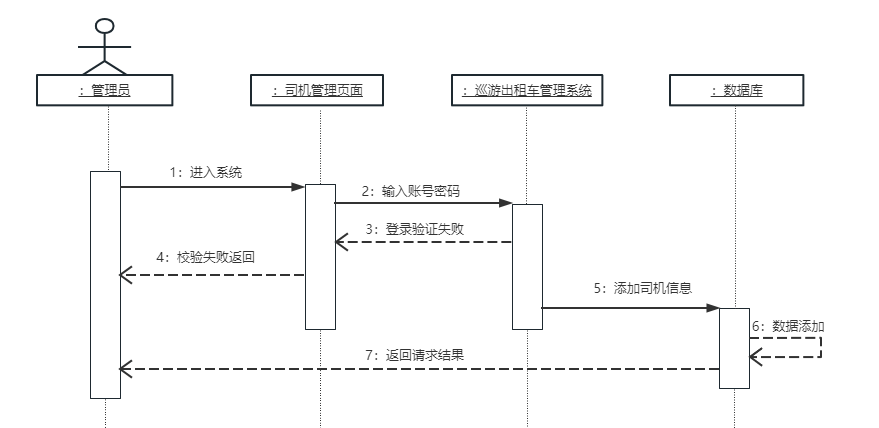 ：管理员
：司机管理页面
：巡游出租车管理系统
：数据库
1：进入系统
2：输入账号密码
3：登录验证失败
4：校验失败返回
5：添加司机信息
6：数据添加
7：返回请求结果